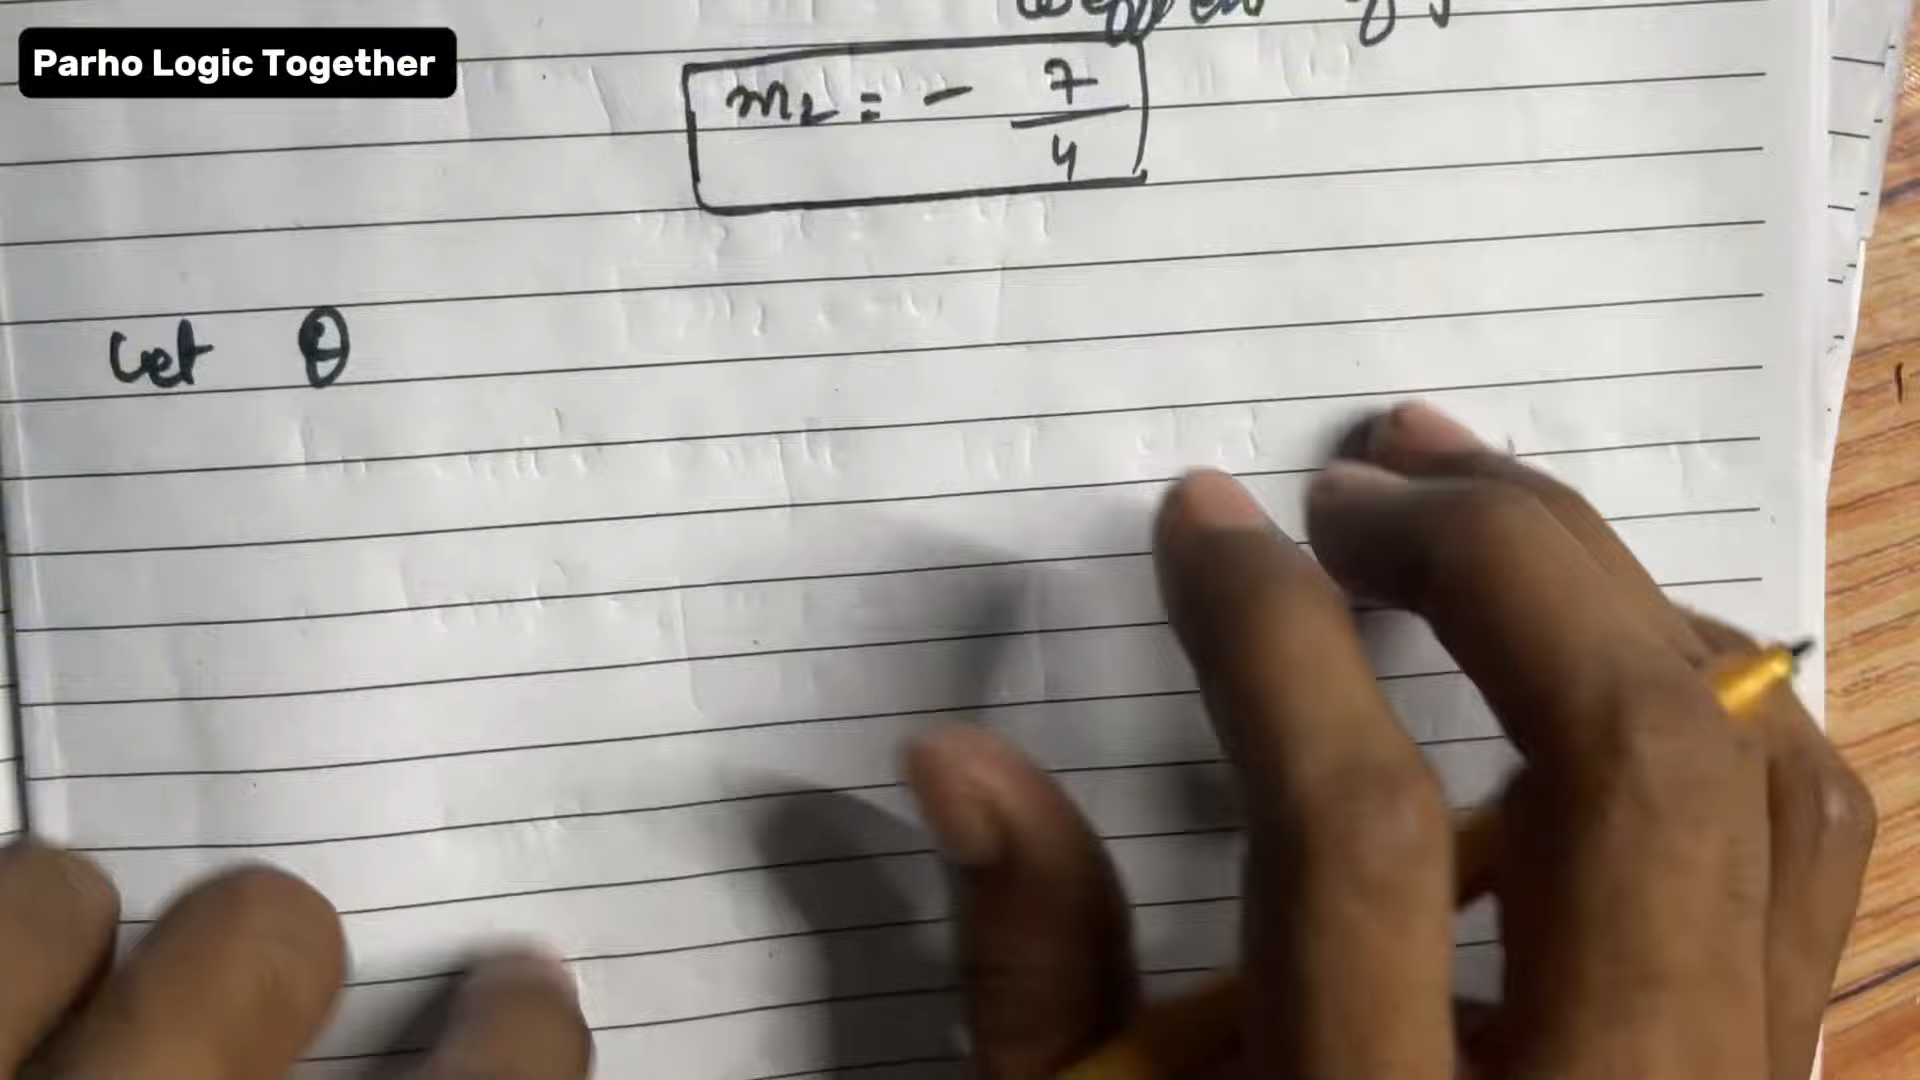 Parho Logic Together
m₂ = - 7/4
Let θ